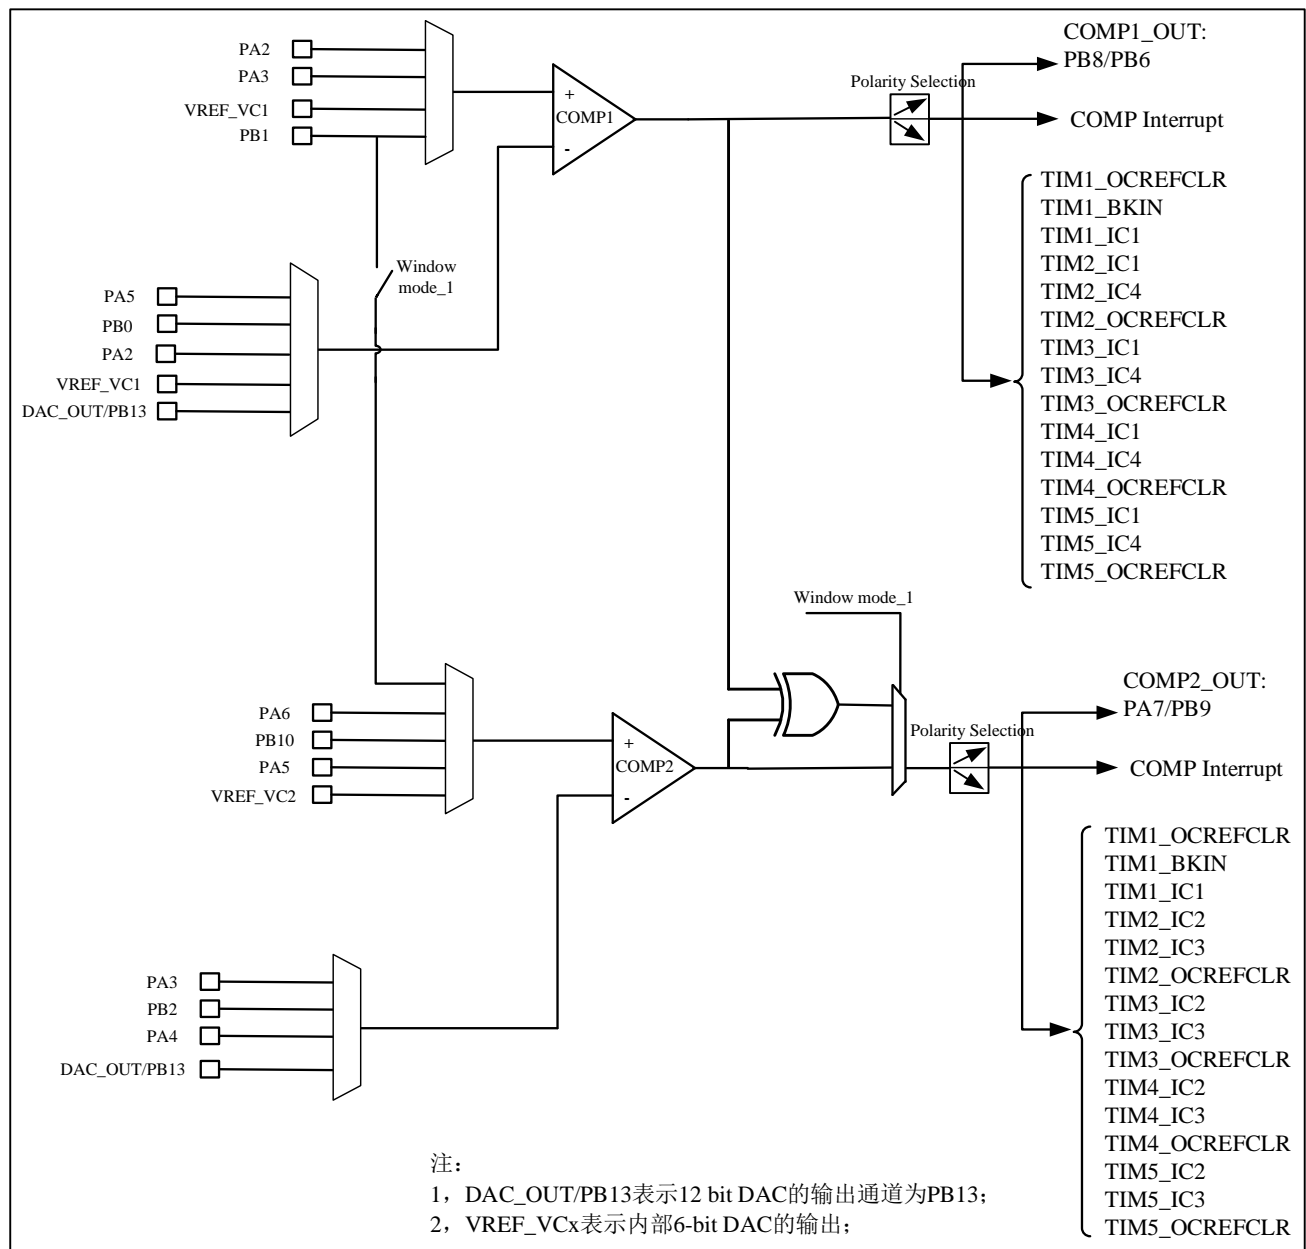 PA2
PA3
VREF_VC1
PB1
+
COMP1
-
Polarity Selection
COMP1_OUT:
PB8/PB6
COMP Interrupt
TIM1_OCREFCLR
TIM1_BKIN
TIM1_IC1
TIM2_IC1
TIM2_IC4
TIM2_OCREFCLR
TIM3_IC1
TIM3_IC4
TIM3_OCREFCLR
TIM4_IC1
TIM4_IC4
TIM4_OCREFCLR
TIM5_IC1
TIM5_IC4
TIM5_OCREFCLR
Window
mode_1
PA5
PB0
PA2
VREF_VC1
DAC_OUT/PB13
Window mode_1
PA6
PB10
PA5
VREF_VC2
+
COMP2
-
Polarity Selection
COMP2_OUT:
PA7/PB9
COMP Interrupt
TIM1_OCREFCLR
TIM1_BKIN
TIM1_IC1
TIM2_IC2
TIM2_IC3
TIM2_OCREFCLR
TIM3_IC2
TIM3_IC3
TIM3_OCREFCLR
TIM4_IC2
TIM4_IC3
TIM4_OCREFCLR
TIM5_IC2
TIM5_IC3
TIM5_OCREFCLR
PA3
PB2
PA4
DAC_OUT/PB13
注：
1，DAC_OUT/PB13表示12 bit DAC的输出通道为PB13；
2，VREF_VCx表示内部6-bit DAC的输出；